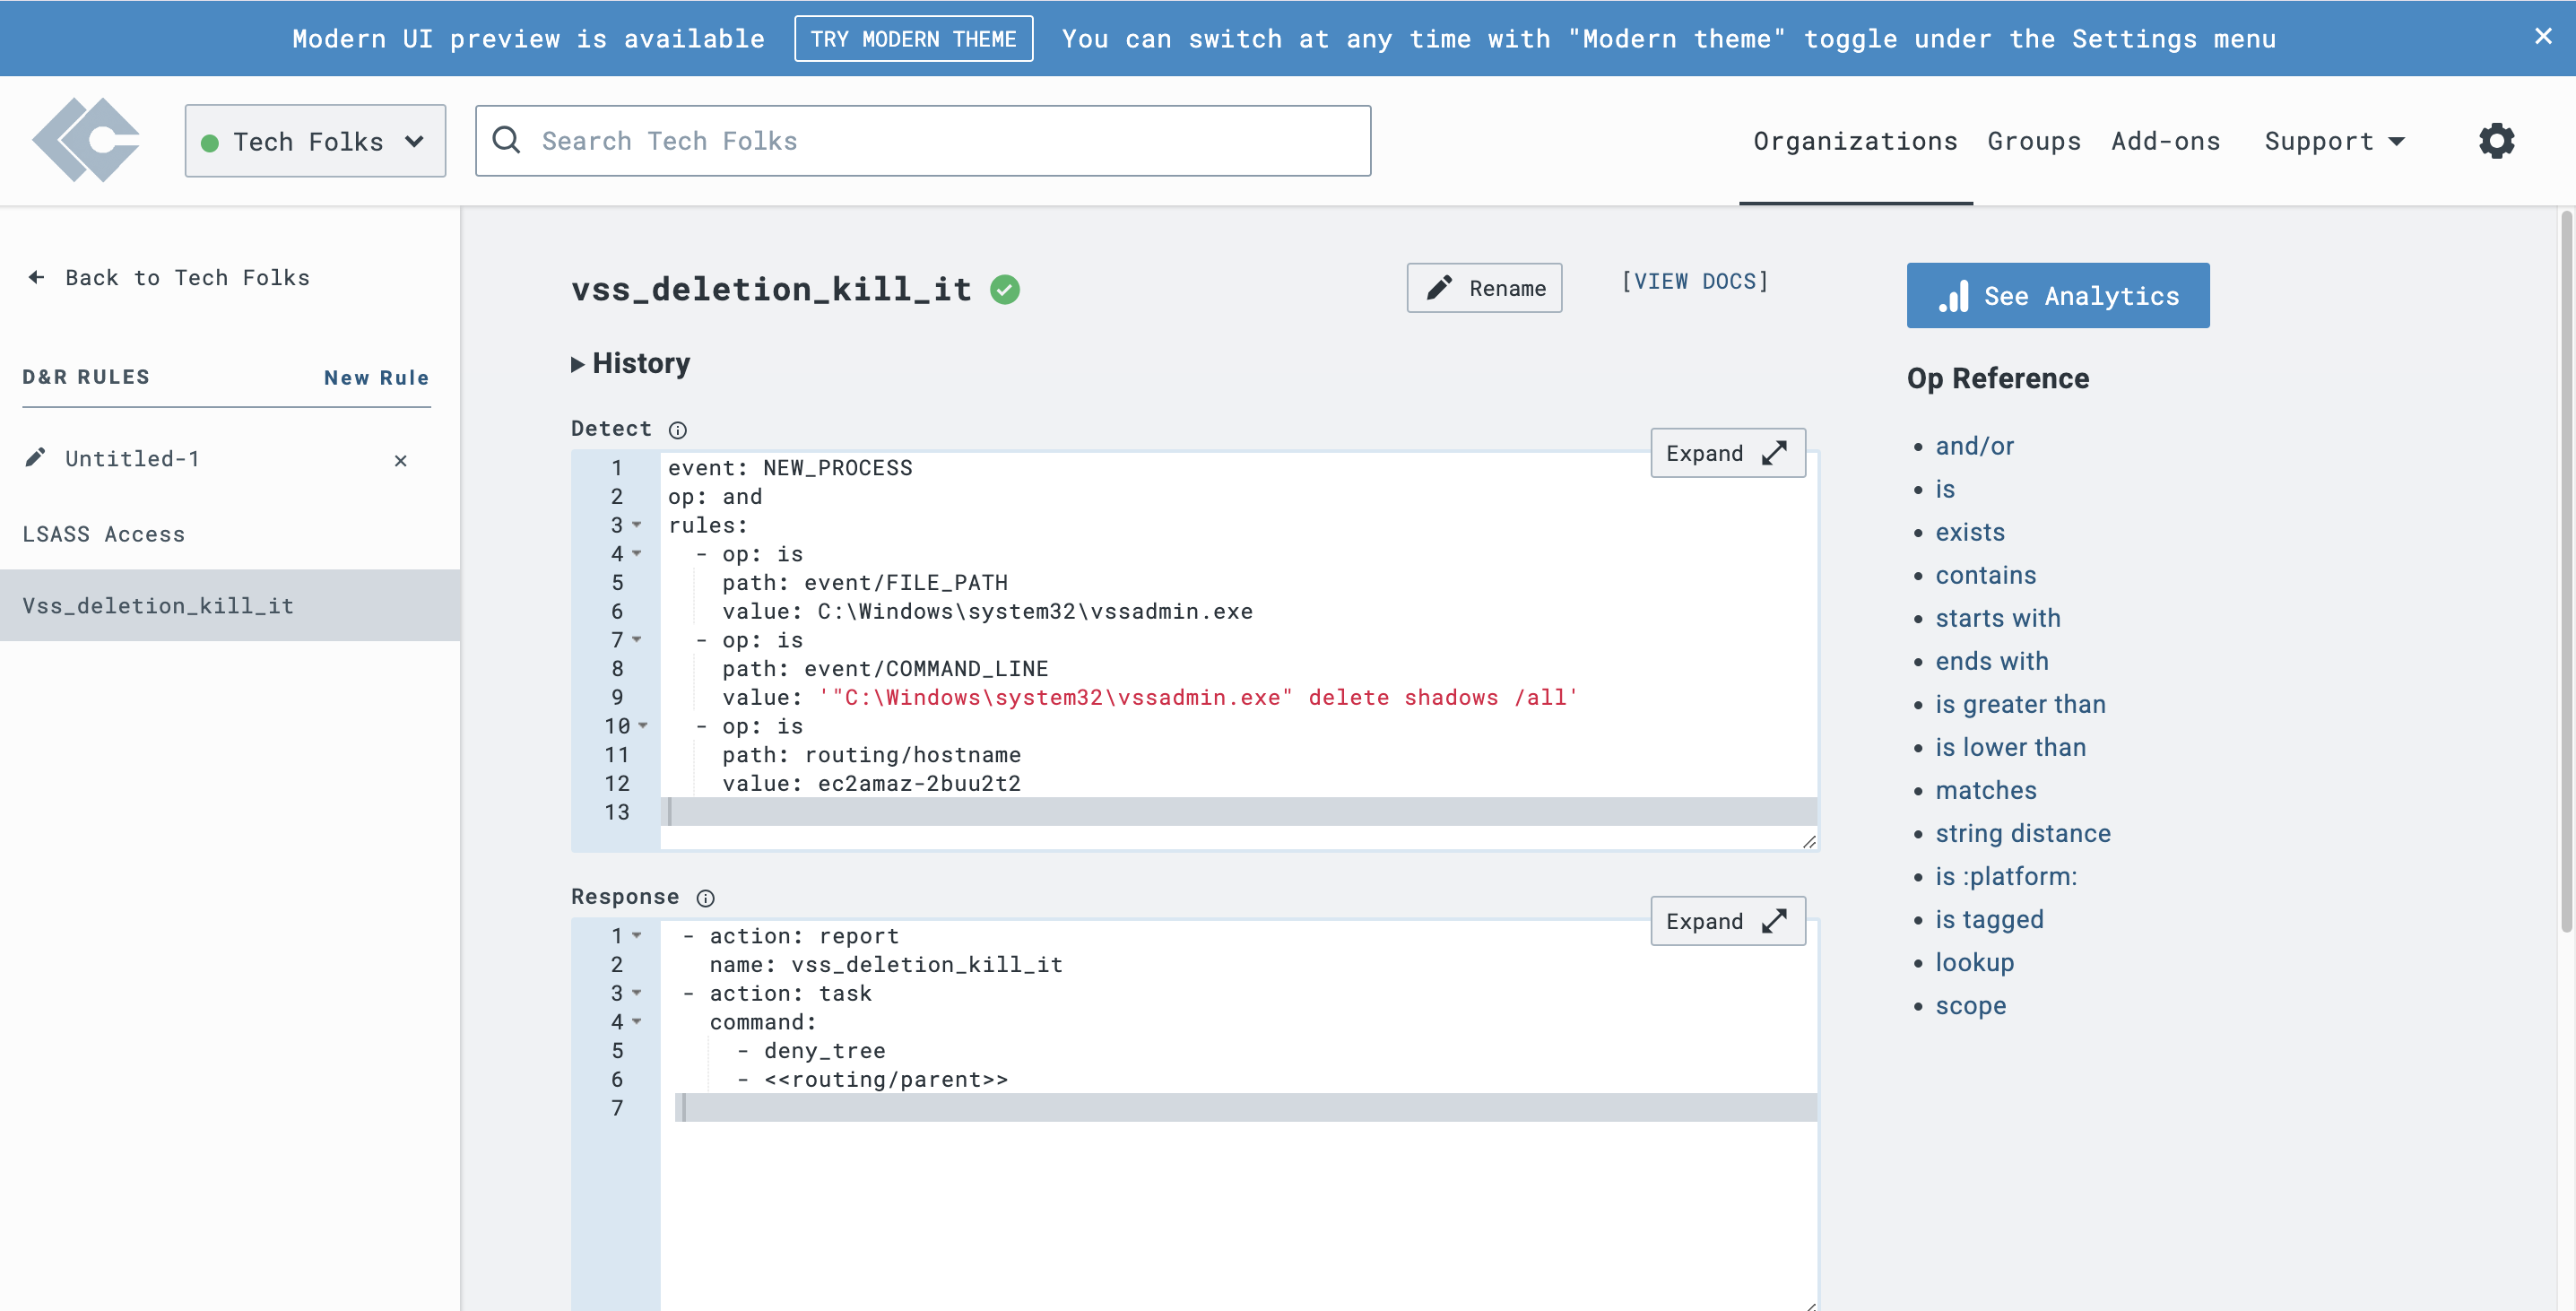 Modern UI preview is available TRY MODERN THEME You can switch at any time with "Modern theme" toggle under the Settings menu
Tech Folks
Search Tech Folks
Organizations Groups Add-ons Support
Back to Tech Folks
D&R RULES New Rule
Untitled-1
LSASS Access
Vss_deletion_kill_it
vss_deletion_kill_it
Rename
[VIEW DOCS]
History
Detect
Expand
1 event: NEW_PROCESS
2 op: and
3 rules:
4   - op: is
5     path: event/FILE_PATH
6     value: C:\Windows\system32\vssadmin.exe
7   - op: is
8     path: event/COMMAND_LINE
9     value: '"C:\Windows\system32\vssadmin.exe" delete shadows /all'
10   - op: is
11     path: routing/hostname
12     value: ec2amaz-2buu2t2
13
Response
Expand
1 - action: report
2   name: vss_deletion_kill_it
3 - action: task
4   command:
5     - deny_tree
6     - <<routing/parent>>
7
See Analytics
Op Reference
and/or
is
exists
contains
starts with
ends with
is greater than
is lower than
matches
string distance
is :platform:
is tagged
lookup
scope